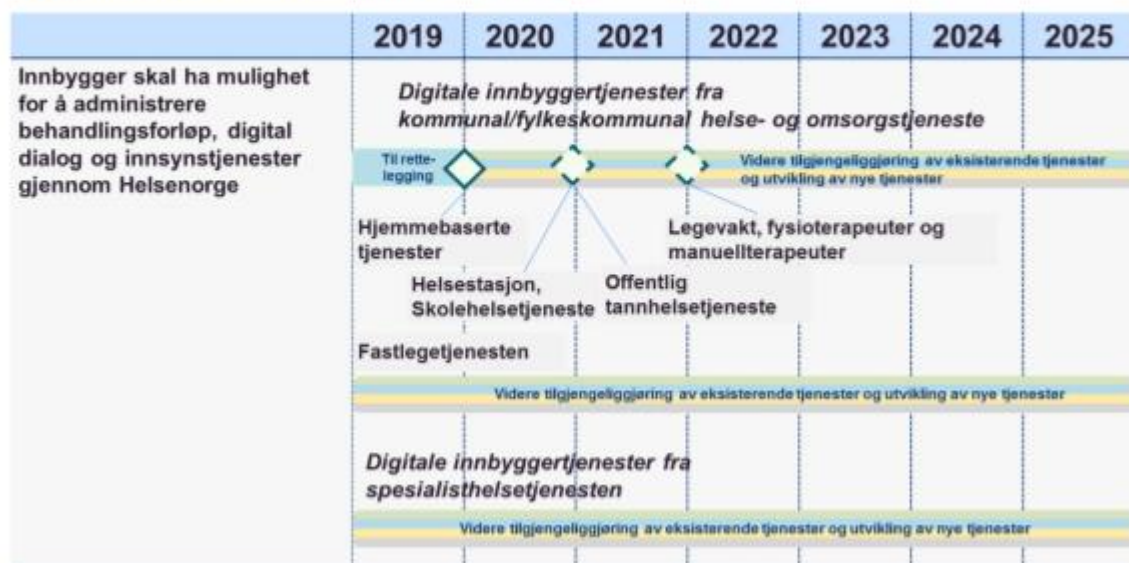 2019 2020 2021 2022 2023 2024 2025
Innbygger skal ha mulighet
for å administrere
behandlingsforløp, digital
dialog og innsynstjenester
gjennom Helsenorge
Digitale innbyggertjenester fra
kommunal/fylkeskommunal helse- og omsorgstjeneste
Til rette-
legging
Videre tilgjengeliggjøring av eksisterende tjenester
og utvikling av nye tjenester
Hjemmebaserte
tjenester
Legevakt, fysioterapeuter og
manuellterapeuter
Helsestasjon,
Skolehelsetjeneste
Offentlig
tannhelsetjeneste
Fastlegetjenesten
Videre tilgjengeliggjøring av eksisterende tjenester og utvikling av nye tjenester
Digitale innbyggertjenester fra
spesialisthelsetjenesten
Videre tilgjengeliggjøring av eksisterende tjenester og utvikling av nye tjenester